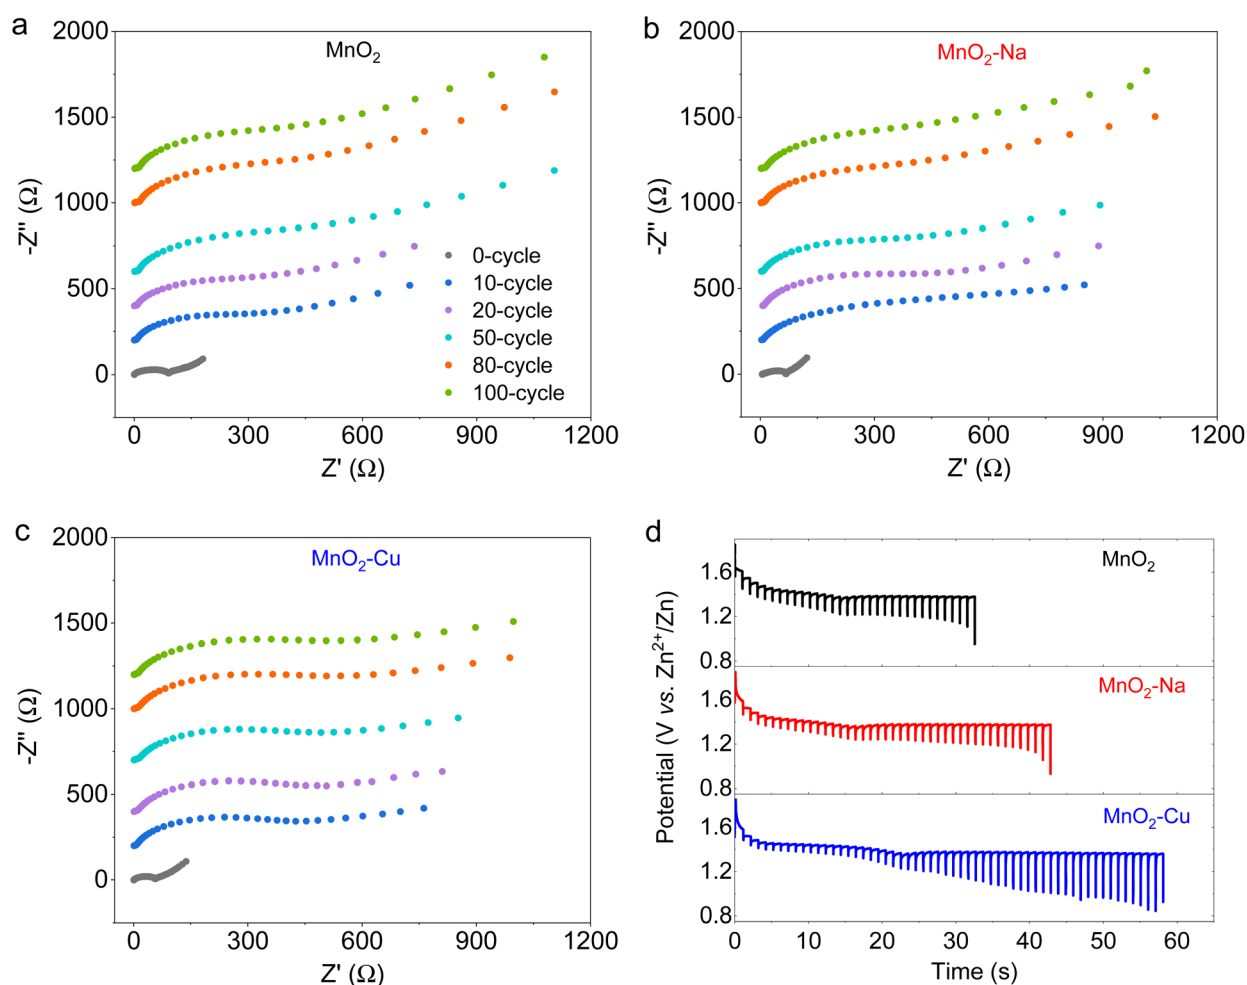 a
MnO₂
2000
1500
1000
500
0
-Z'' (Ω)
0-cycle
10-cycle
20-cycle
50-cycle
80-cycle
100-cycle
0 300 600 900 1200
Z' (Ω)
b
MnO₂-Na
2000
1500
1000
500
0
-Z'' (Ω)
0 300 600 900 1200
Z' (Ω)
c
MnO₂-Cu
2000
1500
1000
500
0
-Z'' (Ω)
0 300 600 900 1200
Z' (Ω)
d
Potential (V vs. Zn²⁺/Zn)
MnO₂
1.6
1.2
0.8
MnO₂-Na
1.6
1.2
0.8
MnO₂-Cu
1.6
1.2
0.8
0 10 20 30 40 50 60
Time (s)